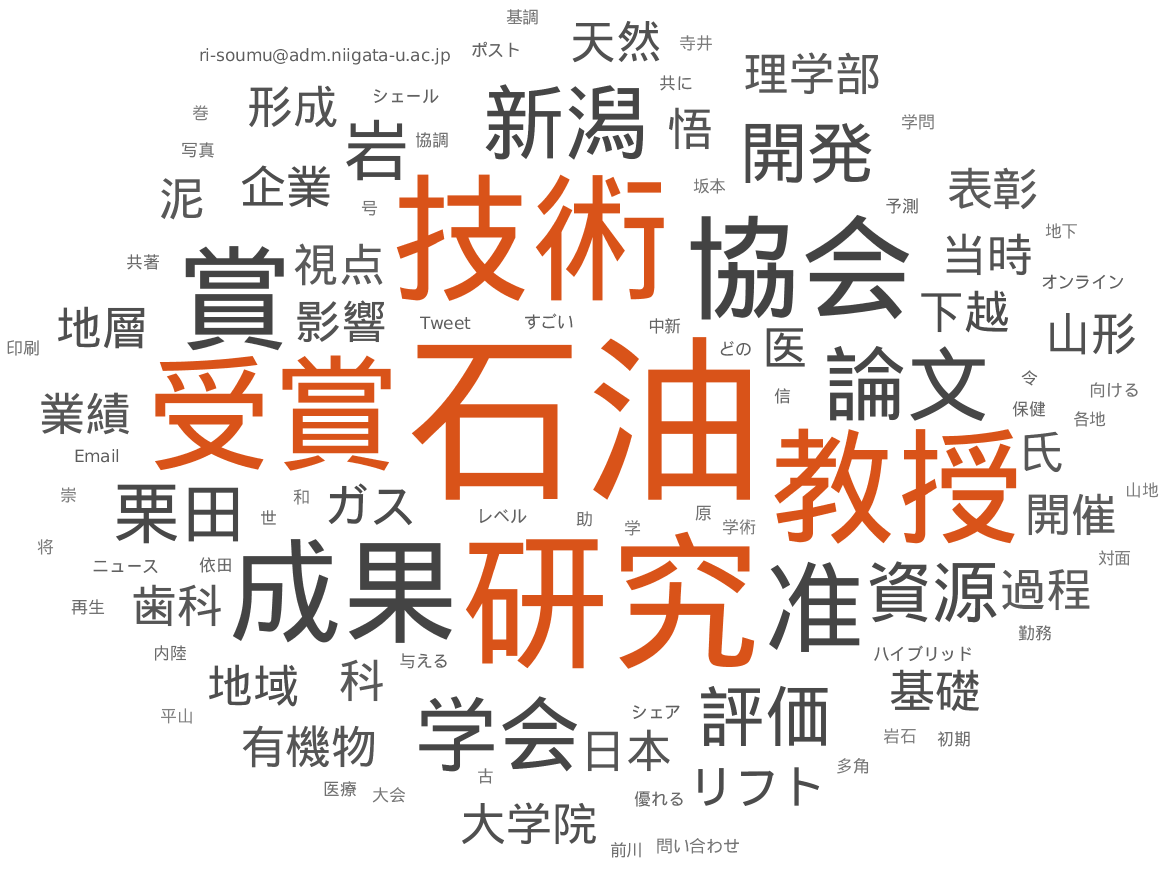 基調
ri-soumu@adm.niigata-u.ac.jp
ポスト
天然
寺井
理学部
形成
シェール
新潟
共に
巻
岩
協調
悟
開発
学問
写真
泥
企業
号
技術
坂本
表彰
予測
協会
当時
地下
共著
賞
視点
オンライン
地層
影響
Tweet
すごい
中新
下越
山形
印刷
受賞
石油
どの
医
論文
令
向ける
業績
信
保健
各地
Email
教授
氏
崇
栗田
和
ガス
世
レベル
助
学
原
学術
開催
山地
将
ニュース
依田
成果
研究
准
資源
過程
対面
再生
歯科
勤務
内陸
与える
ハイブリッド
地域
科
基礎
平山
学会
シェア
評価
有機物
日本
岩石
初期
古
多角
医療
大会
優れる
リフト
大学院
前川
問い合わせ